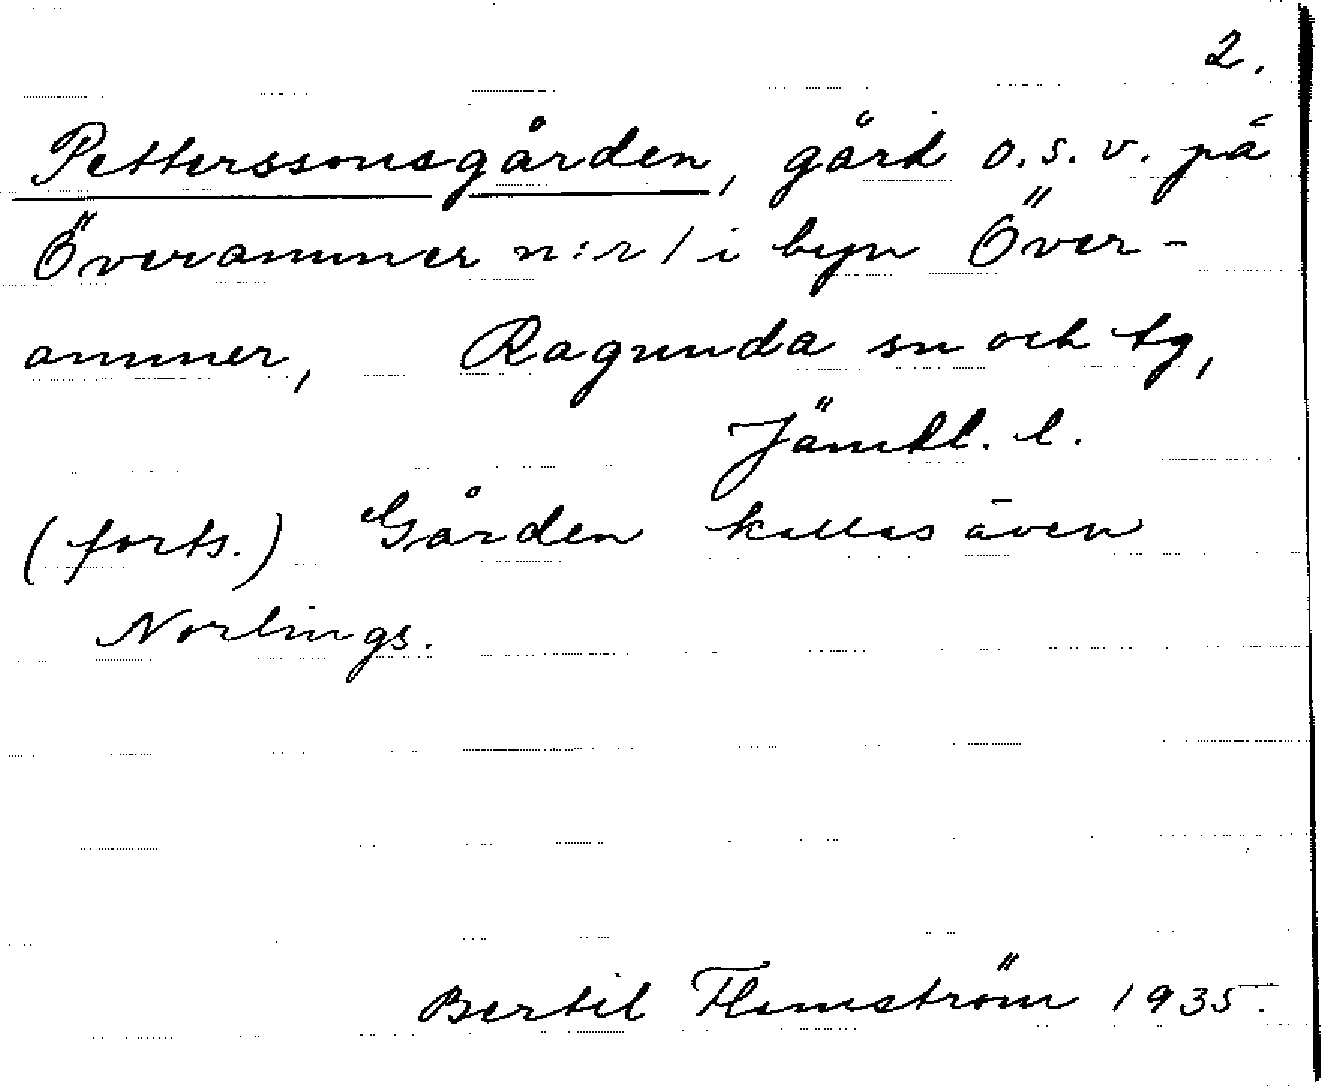 2.
Petterssonsgården, gård o.s.v. på
Överammer n:r 1 i byn Över-
ammer, Ragunda sn och tg,
Jämtl. l.
(forts.) Gården kallas även
Norlings.
Bertil Flemström 1935.